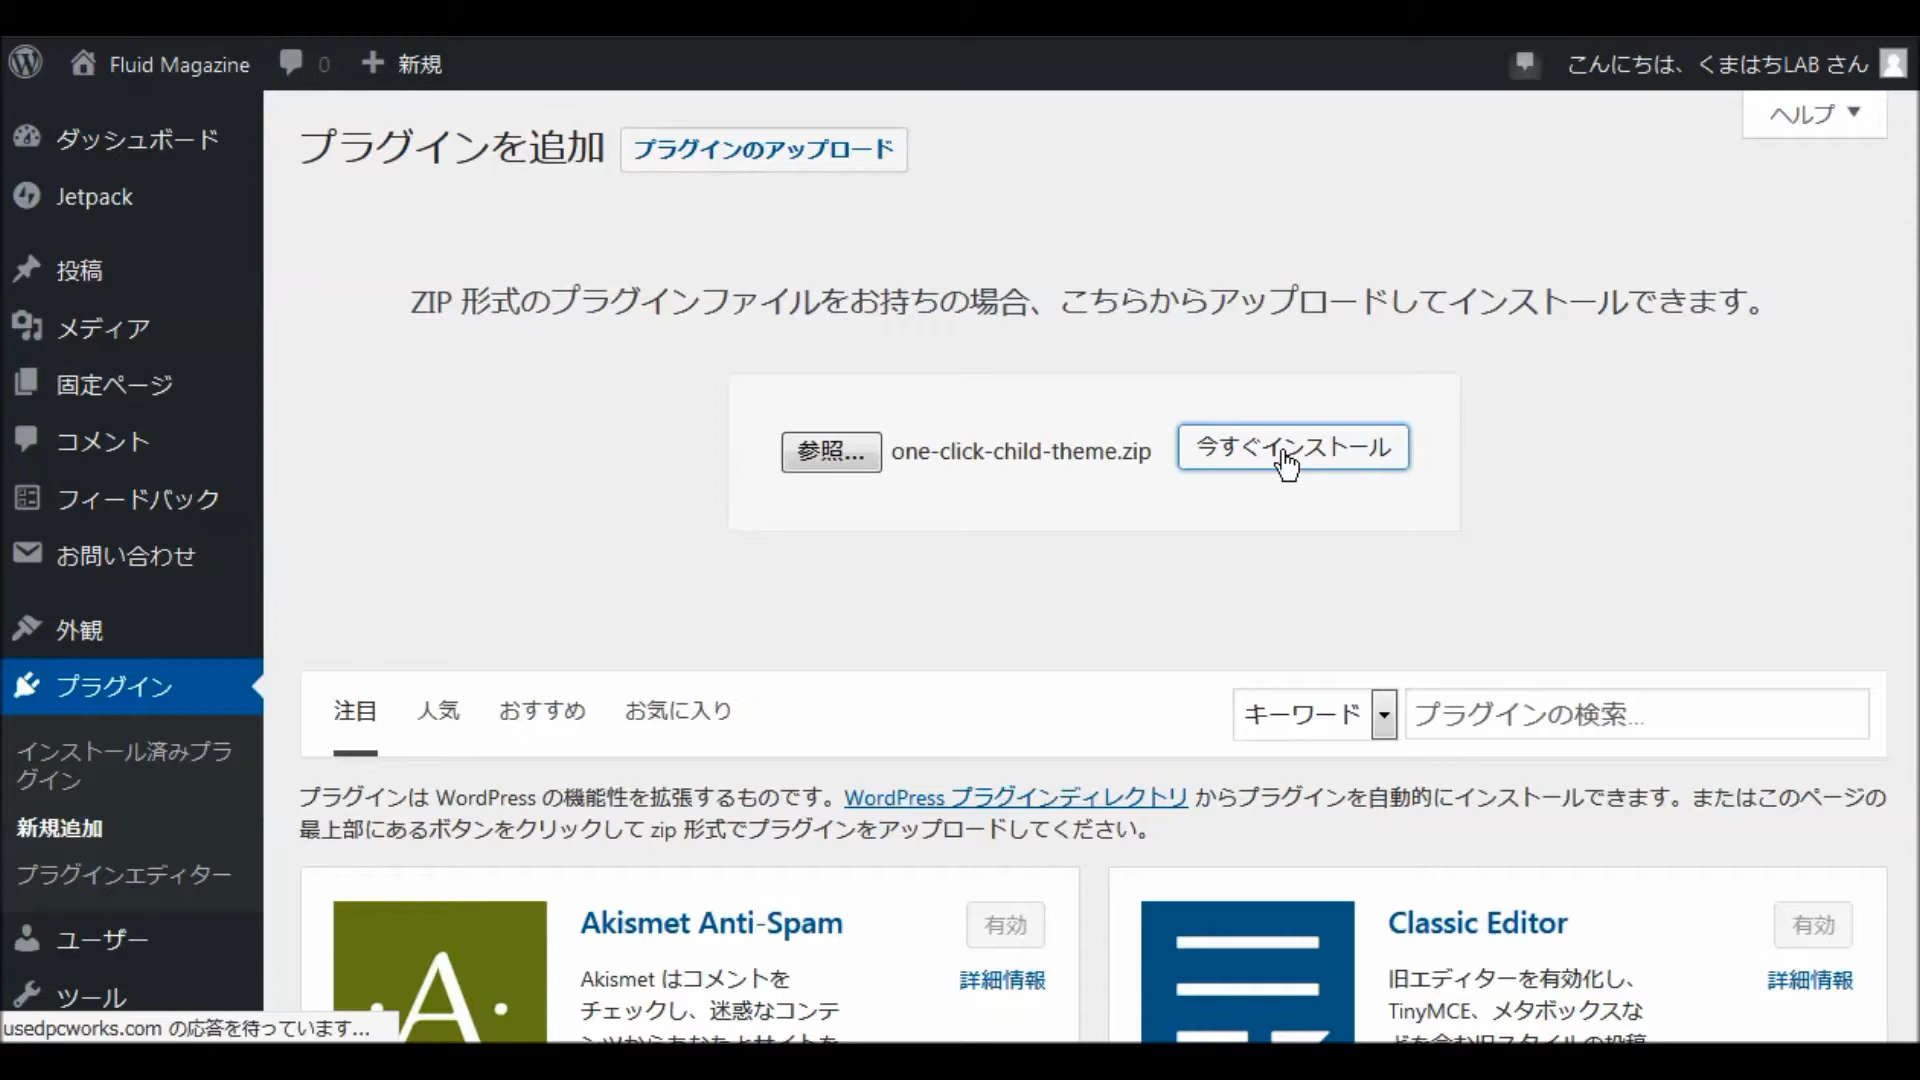 Fluid Magazine 0 新規 こんにちは、くまはちLAB さん
ヘルプ
ダッシュボード
Jetpack
投稿
メディア
固定ページ
コメント
フィードバック
お問い合わせ
外観
プラグイン
インストール済みプラ
グイン
新規追加
プラグインエディター
ユーザー
ツール
usedpcworks.com の応答を待っています...
プラグインを追加 プラグインのアップロード
ZIP 形式のプラグインファイルをお持ちの場合、こちらからアップロードしてインストールできます。
参照... one-click-child-theme.zip 今すぐインストール
注目 人気 おすすめ お気に入り キーワード プラグインの検索...
プラグインは WordPress の機能性を拡張するものです。WordPress プラグインディレクトリ からプラグインを自動的にインストールできます。またはこのページの
最上部にあるボタンをクリックして zip 形式でプラグインをアップロードしてください。
A
Akismet Anti-Spam 有効
詳細情報
Akismet はコメントを
チェックし、迷惑なコンテ
Classic Editor 有効
詳細情報
旧エディターを有効化し、
TinyMCE、メタボックスな